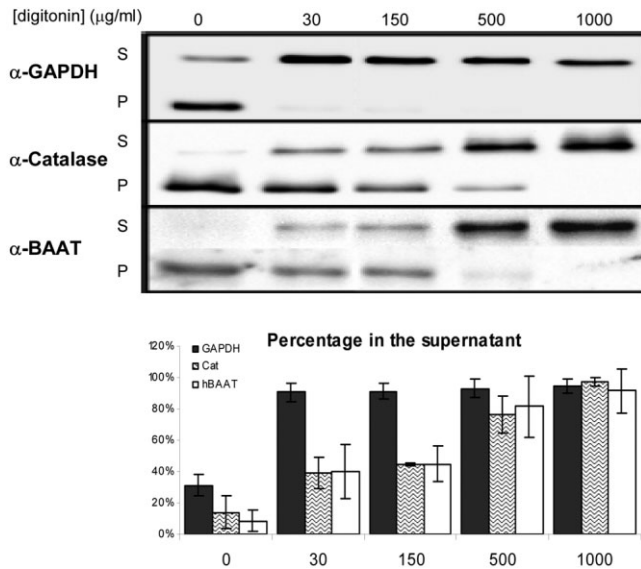 [digitonin] (μg/ml) 0 30 150 500 1000
α-GAPDH S
P
α-Catalase S
P
α-BAAT S
P
Percentage in the supernatant
120%
100%
80%
60%
40%
20%
0%
GAPDH
Cat
hBAAT
0 30 150 500 1000